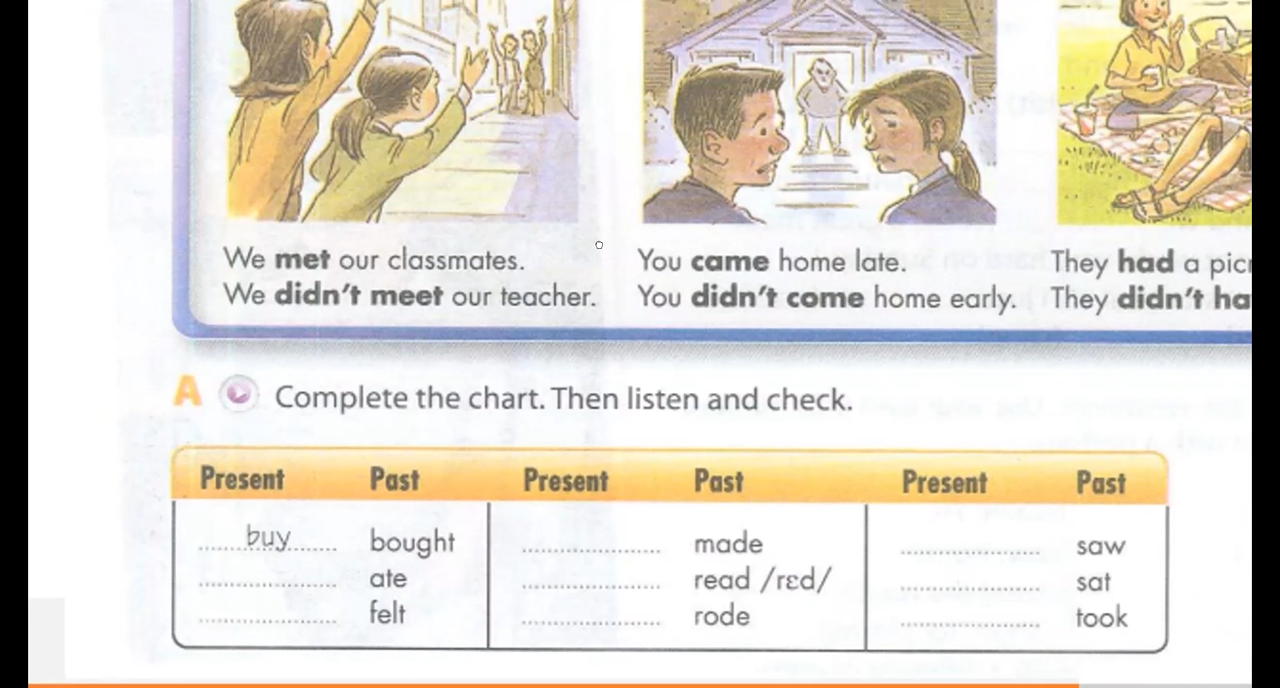 We met our classmates.
We didn't meet our teacher.
You came home late.
You didn't come home early.
They had a
They didn't
A Complete the chart. Then listen and check.
Present Past Present Past Present Past
buy bought made saw
ate read /rɛd/ sat
felt rode took